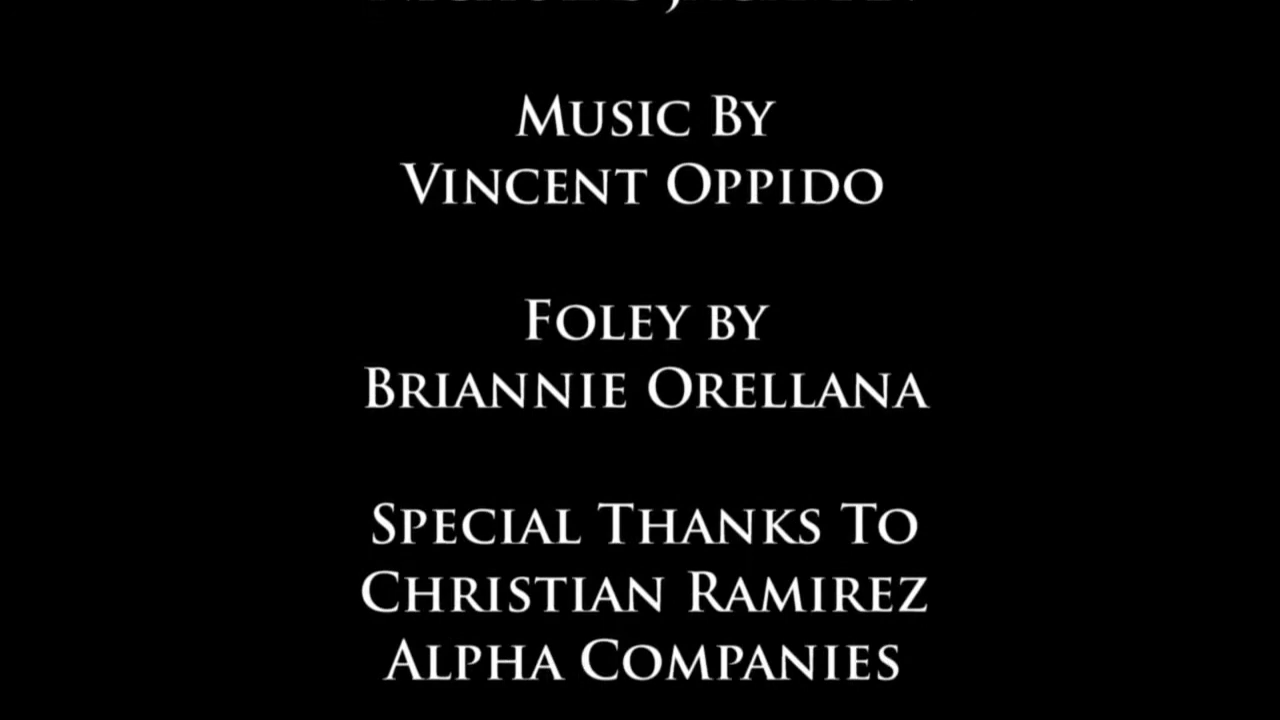 Music By
Vincent Oppido
Foley by
Briannie Orellana
Special Thanks To
Christian Ramirez
Alpha Companies